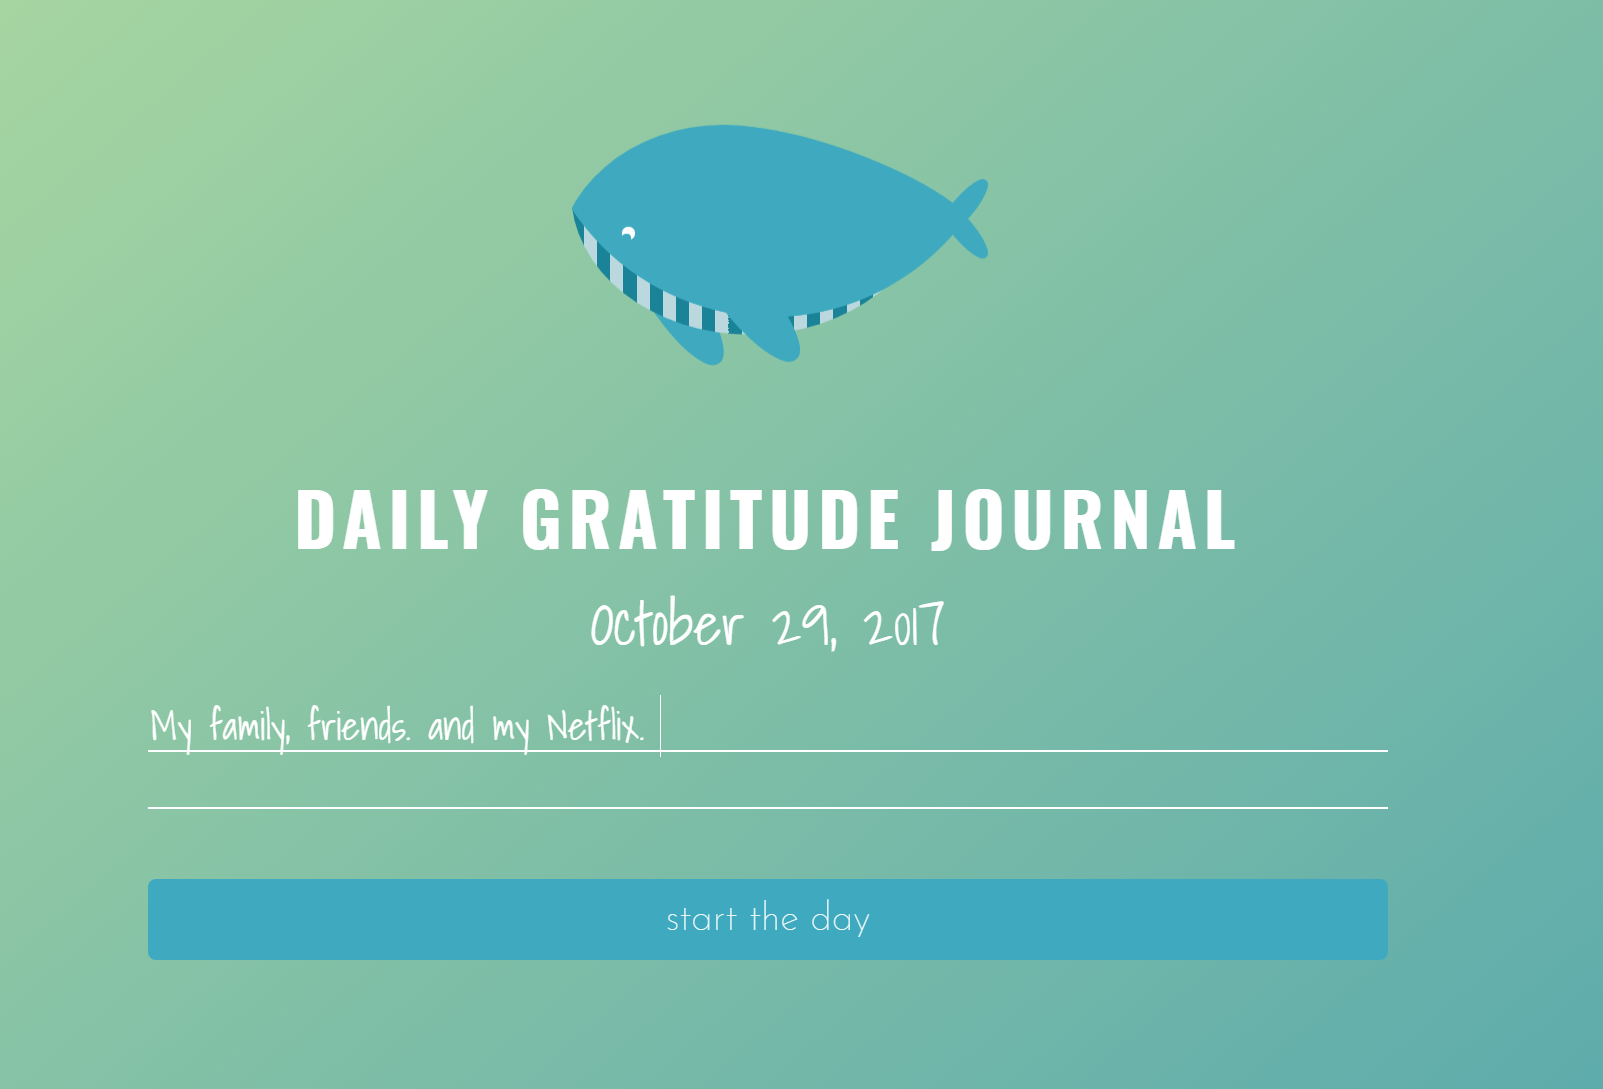 DAILY GRATITUDE JOURNAL
October 29, 2017
My family, friends. and my Netflix.
start the day